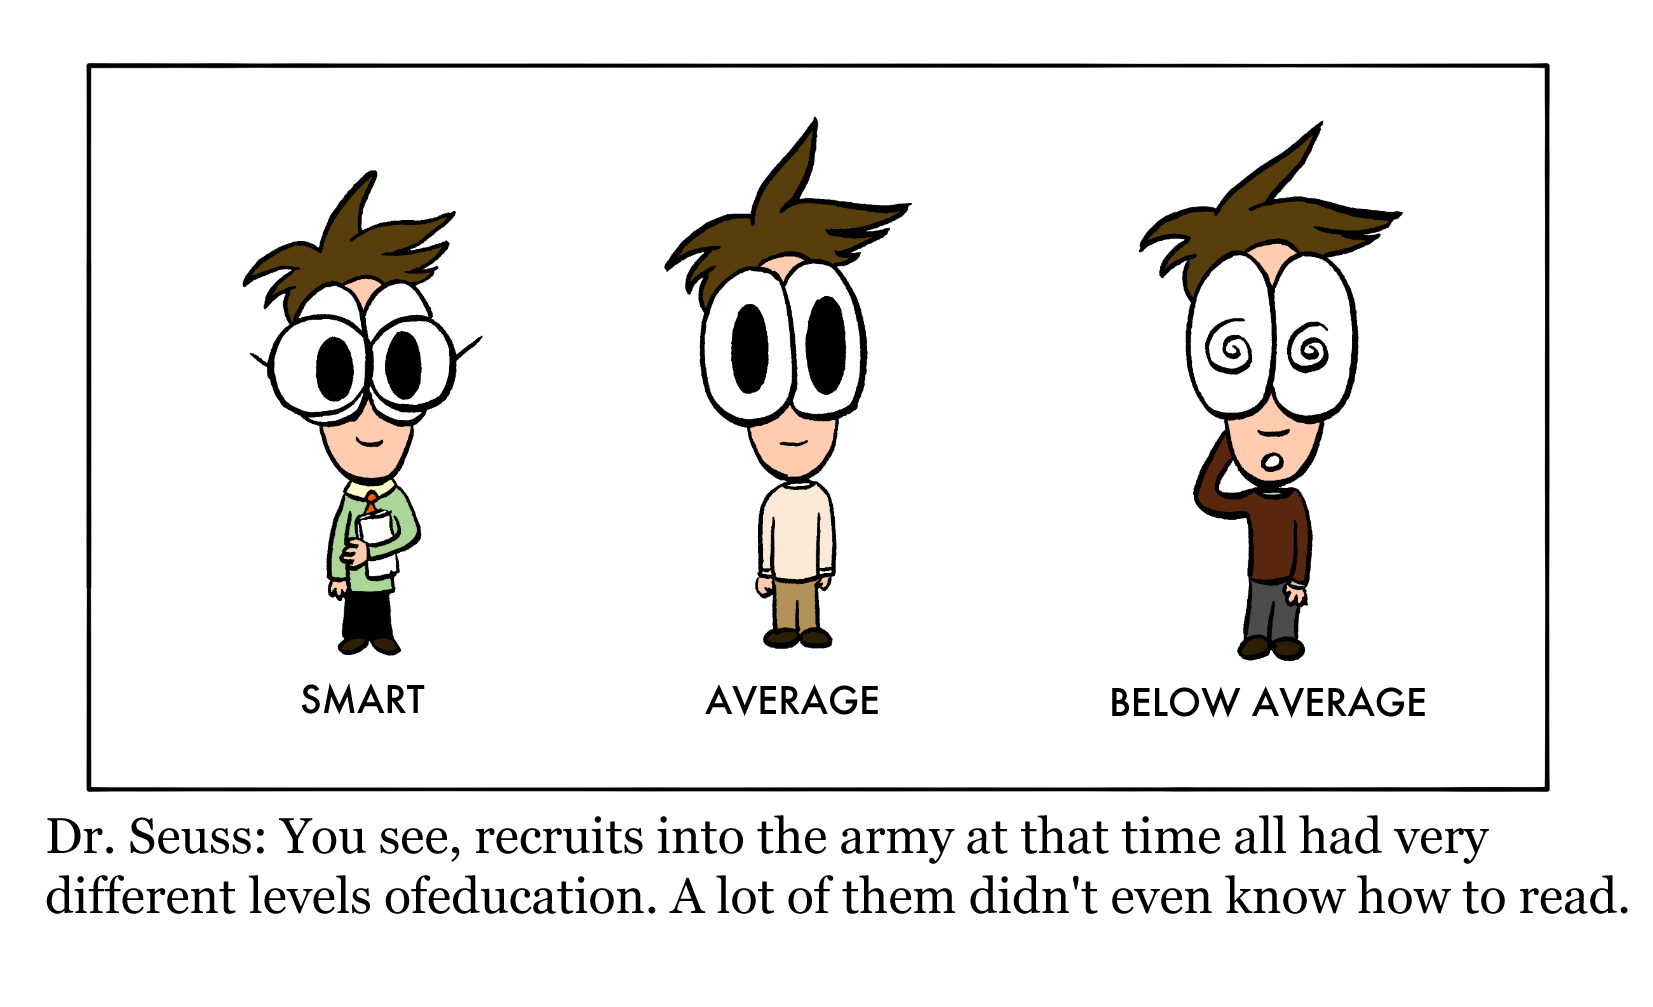 SMART AVERAGE BELOW AVERAGE
Dr. Seuss: You see, recruits into the army at that time all had very
different levels ofeducation. A lot of them didn't even know how to read.